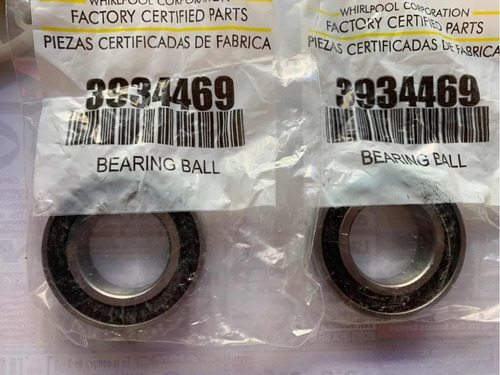 WHIRLPOOL CORPORATION
FACTORY CERTIFIED PARTS
PIEZAS CERTIFICADAS DE FABRICA
3934469
BEARING BALL
WHIRLPOOL CORPORATION
FACTORY CERTIFIED PARTS
PIEZAS CERTIFICADAS DE FAB
3934469
BEARING BALL